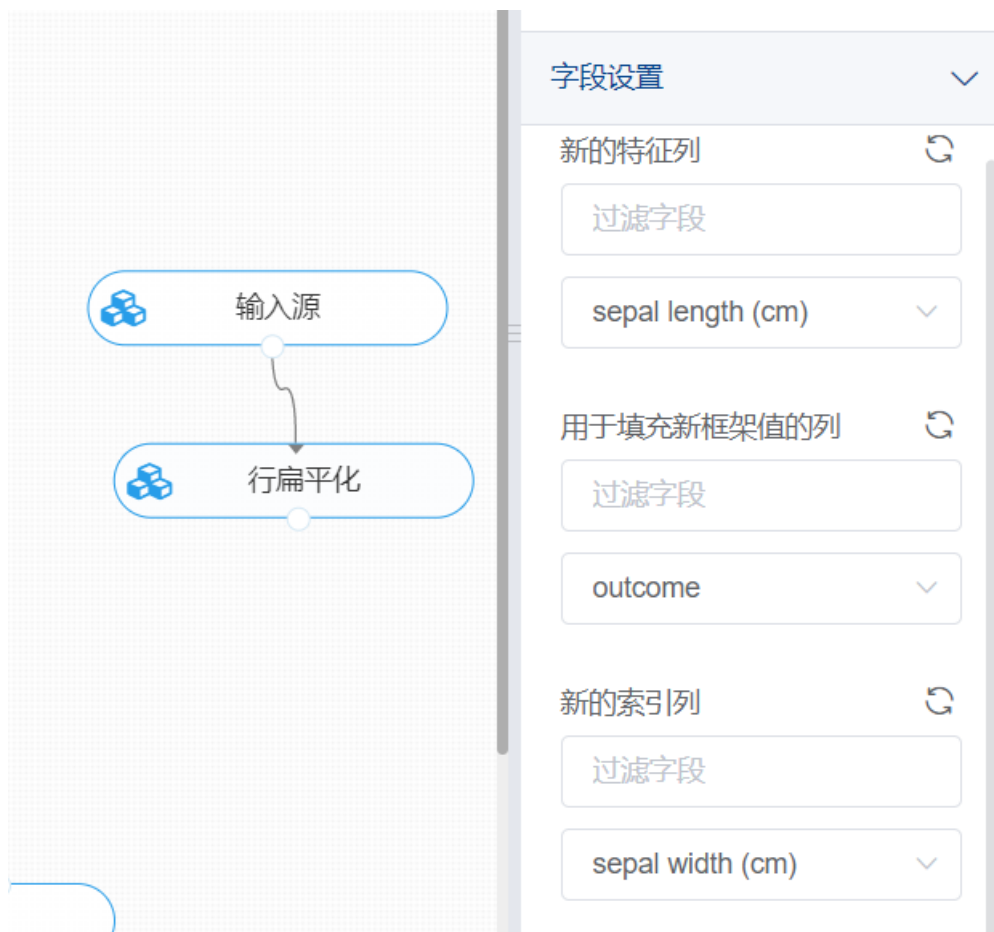 输入源
行扁平化
字段设置
新的特征列
过滤字段
sepal length (cm)
用于填充新框架值的列
过滤字段
outcome
新的索引列
过滤字段
sepal width (cm)